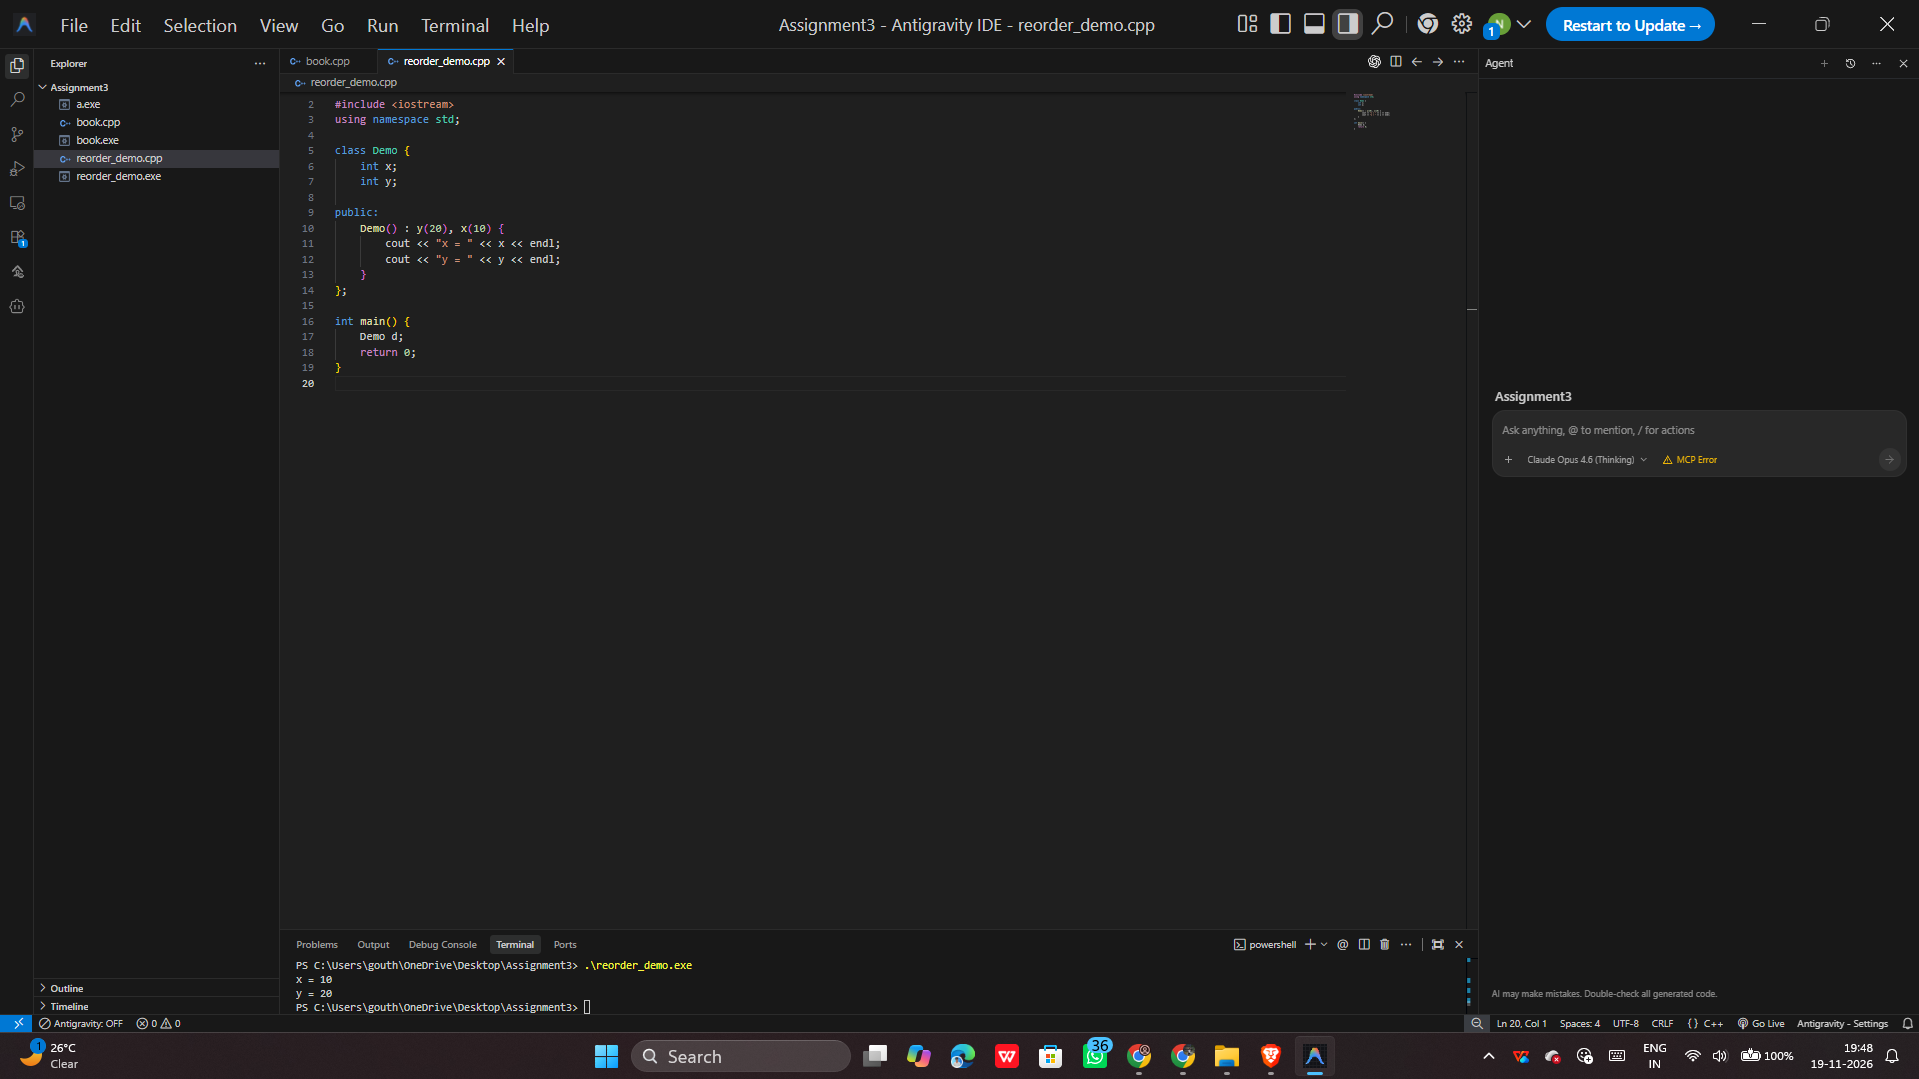 File Edit Selection View Go Run Terminal Help
Assignment3 - Antigravity IDE - reorder_demo.cpp
N
1
Restart to Update →
Explorer
Assignment3
a.exe
book.cpp
book.exe
reorder_demo.cpp
reorder_demo.exe
1
Outline
Timeline
book.cpp
reorder_demo.cpp
reorder_demo.cpp
2 #include <iostream>
3 using namespace std;
4
5 class Demo {
6 int x;
7 int y;
8
9 public:
10 Demo() : y(20), x(10) {
11 cout << "x = " << x << endl;
12 cout << "y = " << y << endl;
13 }
14 };
15
16 int main() {
17 Demo d;
18 return 0;
19 }
20
Problems Output Debug Console Terminal Ports
powershell
PS C:\Users\gouth\OneDrive\Desktop\Assignment3> .\reorder_demo.exe
x = 10
y = 20
PS C:\Users\gouth\OneDrive\Desktop\Assignment3>
Agent
Assignment3
Ask anything, @ to mention, / for actions
Claude Opus 4.6 (Thinking)
MCP Error
AI may make mistakes. Double-check all generated code.
Antigravity: OFF 0 0
Ln 20, Col 1 Spaces: 4 UTF-8 CRLF {} C++ Go Live Antigravity - Settings
1
26°C
Clear
Search
36
ENG
IN
100%
19:48
19-11-2026